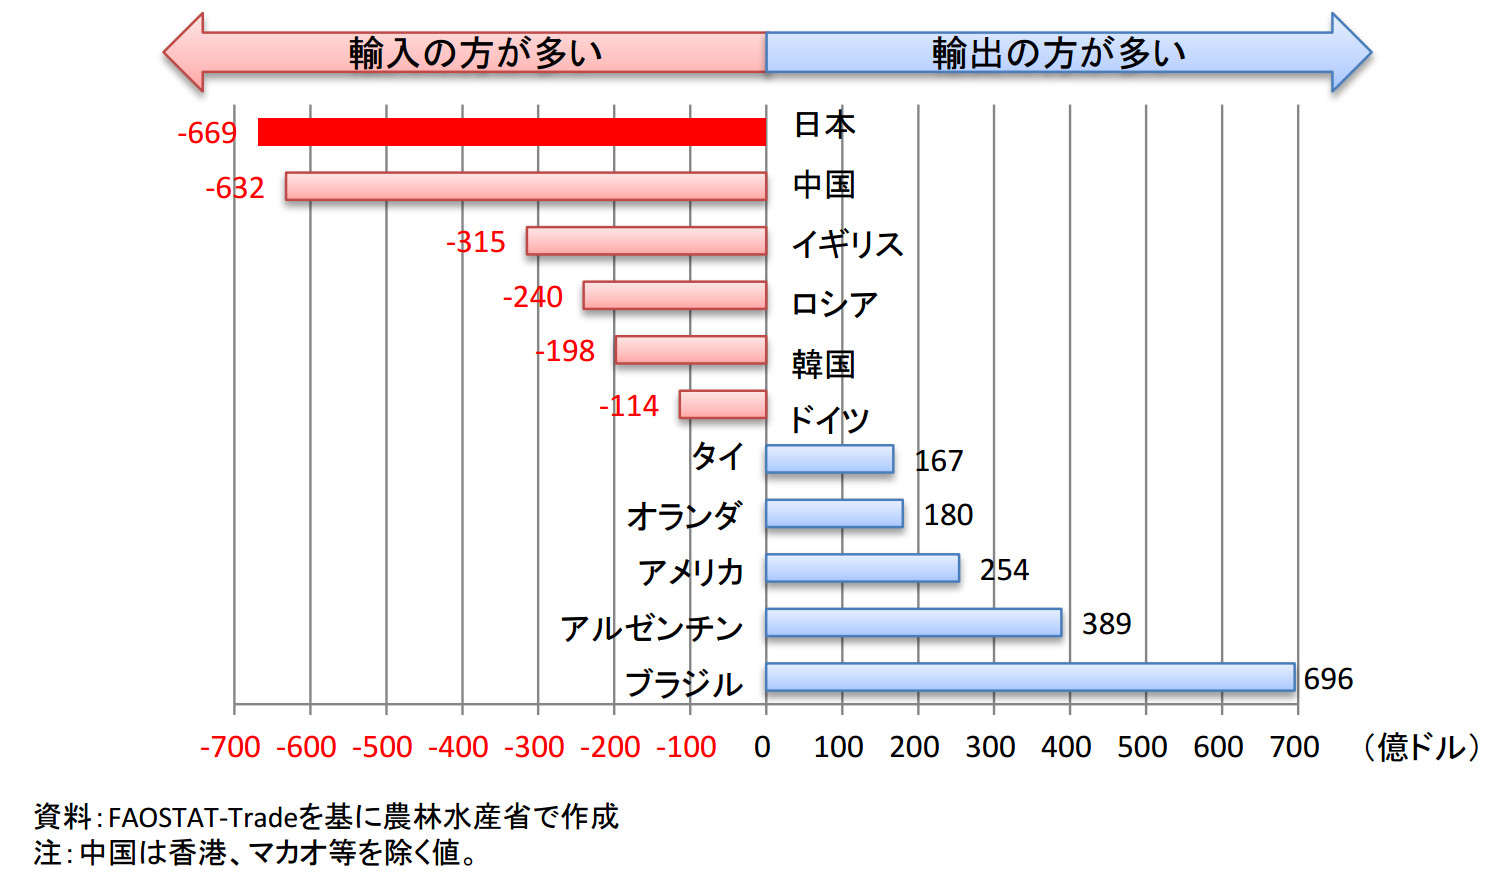 輸入の方が多い 輸出の方が多い
-669 日本
-632 中国
-315 イギリス
-240 ロシア
-198 韓国
-114 ドイツ
タイ 167
オランダ 180
アメリカ 254
アルゼンチン 389
ブラジル 696
-700 -600 -500 -400 -300 -200 -100 0 100 200 300 400 500 600 700 （億ドル）
資料：FAOSTAT-Tradeを基に農林水産省で作成
注：中国は香港、マカオ等を除く値。